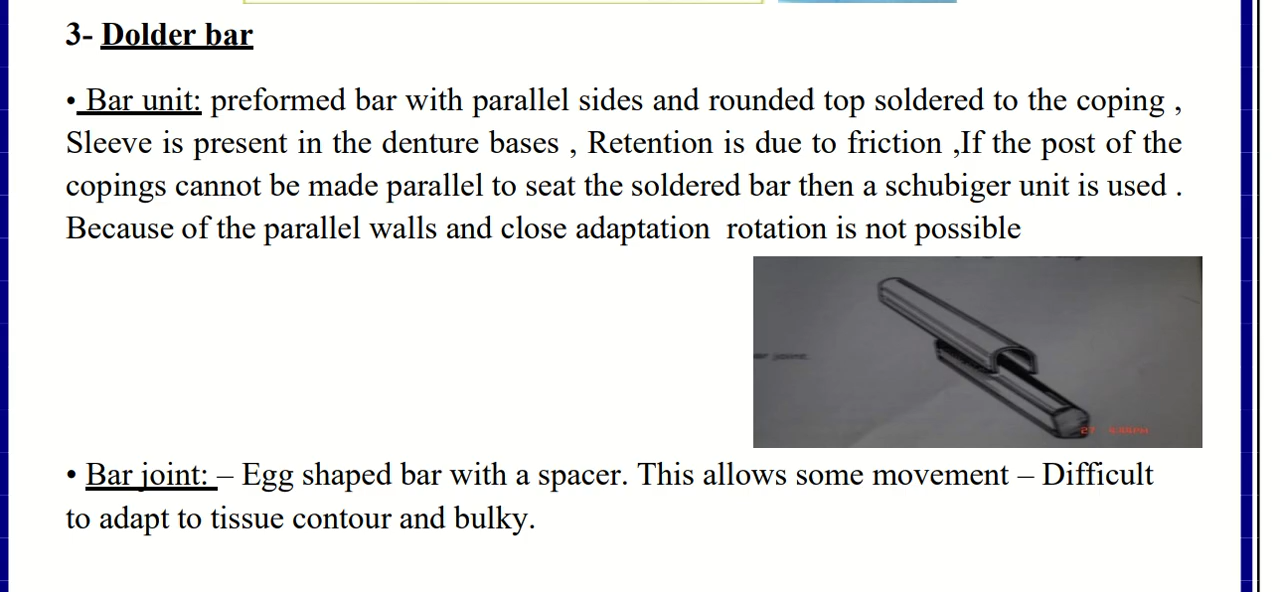 3- Dolder bar
• Bar unit: preformed bar with parallel sides and rounded top soldered to the coping ,
Sleeve is present in the denture bases , Retention is due to friction ,If the post of the
copings cannot be made parallel to seat the soldered bar then a schubiger unit is used .
Because of the parallel walls and close adaptation rotation is not possible
joint.
• Bar joint: – Egg shaped bar with a spacer. This allows some movement – Difficult
to adapt to tissue contour and bulky.